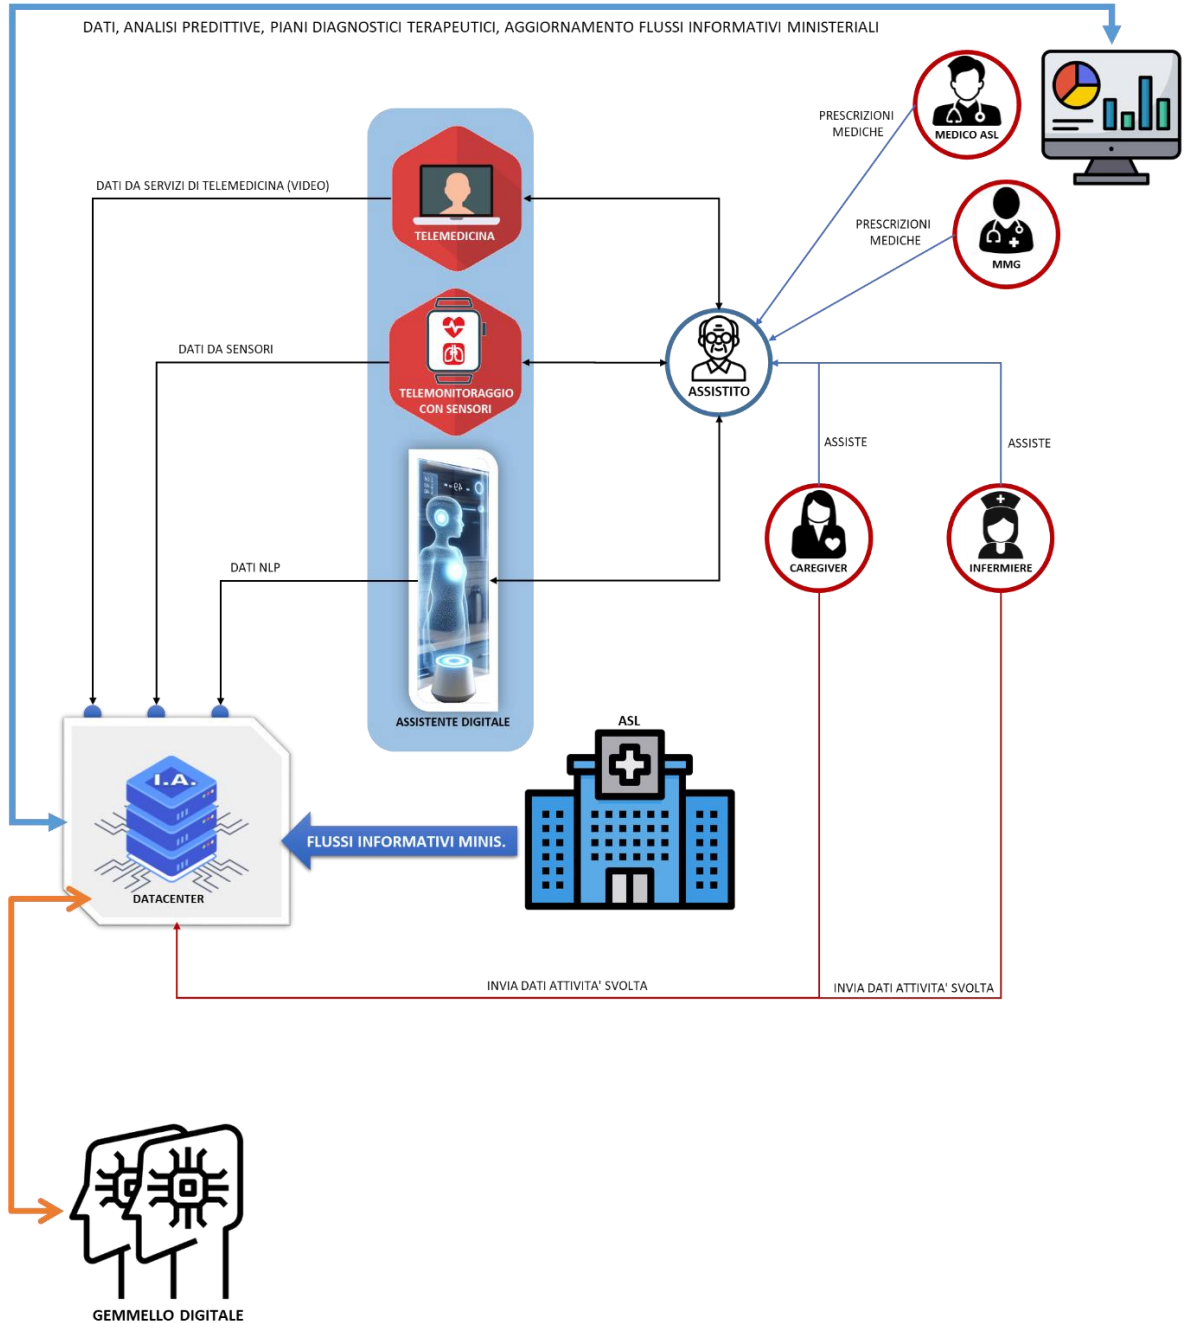 DATI, ANALISI PREDITTIVE, PIANI DIAGNOSTICI TERAPEUTICI, AGGIORNAMENTO FLUSSI INFORMATIVI MINISTERIALI
PRESCRIZIONI
MEDICHE
MEDICO ASL
DATI DA SERVIZI DI TELEMEDICINA (VIDEO)
TELEMEDICINA
PRESCRIZIONI
MEDICHE
MMG
DATI DA SENSORI
TELEMONITORAGGIO
CON SENSORI
ASSISTITO
ASSISTE
ASSISTE
DATI NLP
CAREGIVER
INFERMIERE
ASSISTENTE DIGITALE
ASL
I.A.
FLUSSI INFORMATIVI MINIS.
DATACENTER
INVIA DATI ATTIVITA' SVOLTA
INVIA DATI ATTIVITA' SVOLTA
GEMMELLO DIGITALE